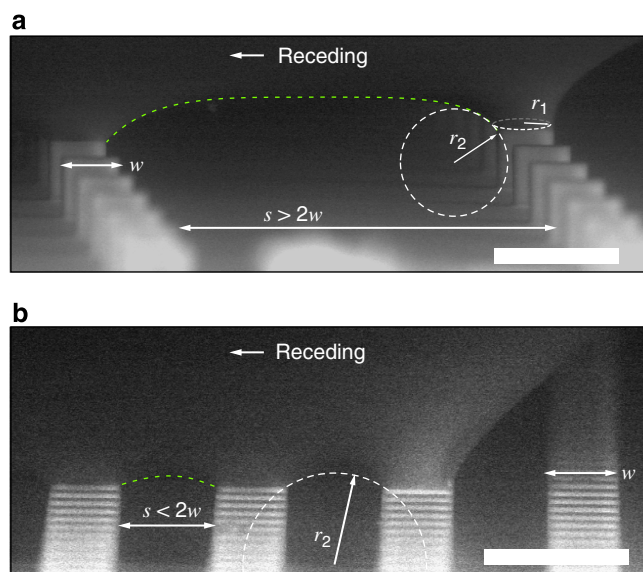 a
← Receding
r1
r2
w
s > 2w
b
← Receding
w
s < 2w
r2